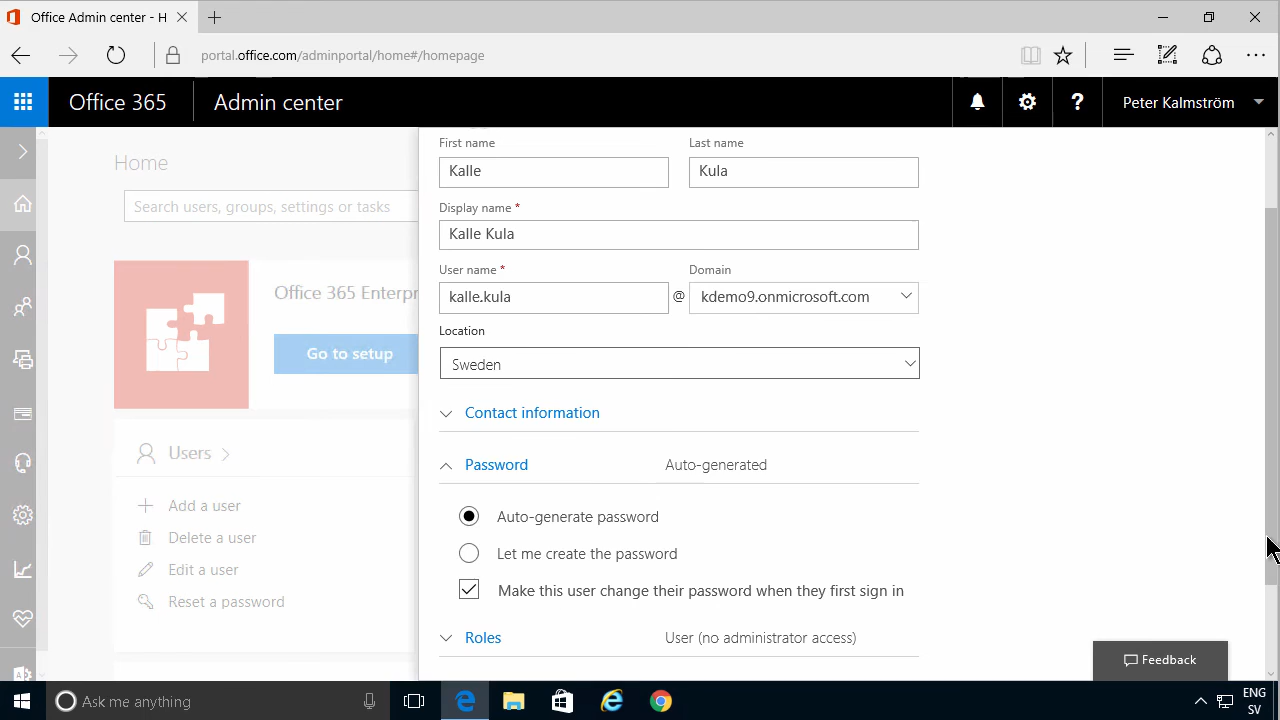 Office Admin center - H
portal.office.com/adminportal/home#/homepage
Office 365
Admin center
?
Peter Kalmström
Home
Search users, groups, settings or tasks
Office 365 Enterpr
Go to setup
Users
Add a user
Delete a user
Edit a user
Reset a password
First name
Last name
Kalle
Kula
Display name *
Kalle Kula
User name *
Domain
kalle.kula
@
kdemo9.onmicrosoft.com
Location
Sweden
Contact information
Password
Auto-generated
Auto-generate password
Let me create the password
Make this user change their password when they first sign in
Roles
User (no administrator access)
Feedback
Ask me anything
ENG
SV